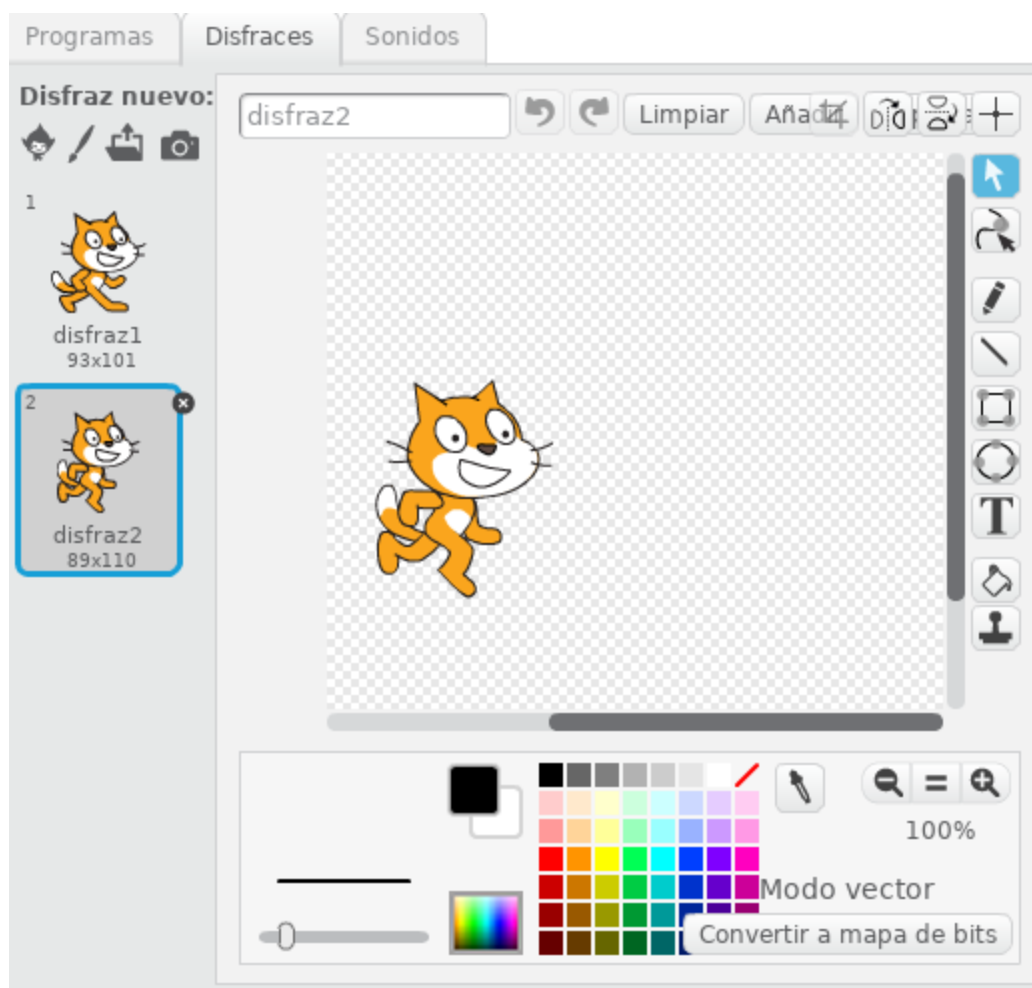 Programas Disfraces Sonidos
Disfraz nuevo:
disfraz2 Limpiar
1
disfraz1
93x101
2
disfraz2
89x110
T
100%
Modo vector
Convertir a mapa de bits